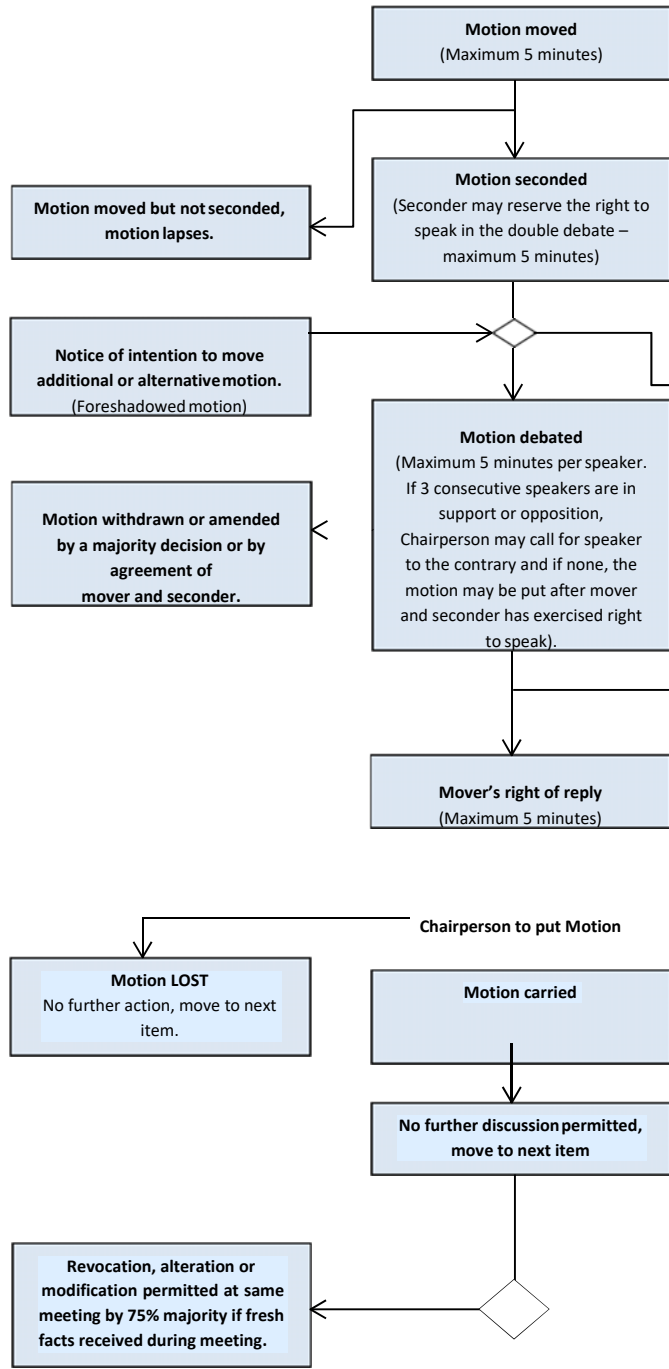 Motion moved
(Maximum 5 minutes)
Motion seconded
(Seconder may reserve the right to
speak in the double debate –
maximum 5 minutes)
Motion moved but not seconded,
motion lapses.
Notice of intention to move
additional or alternative motion.
(Foreshadowed motion)
Motion debated
(Maximum 5 minutes per speaker.
If 3 consecutive speakers are in
support or opposition,
Chairperson may call for speaker
to the contrary and if none, the
motion may be put after mover
and seconder has exercised right
to speak).
Motion withdrawn or amended
by a majority decision or by
agreement of
mover and seconder.
Mover’s right of reply
(Maximum 5 minutes)
Chairperson to put Motion
Motion LOST
No further action, move to next
item.
Motion carried
No further discussion permitted,
move to next item
Revocation, alteration or
modification permitted at same
meeting by 75% majority if fresh
facts received during meeting.